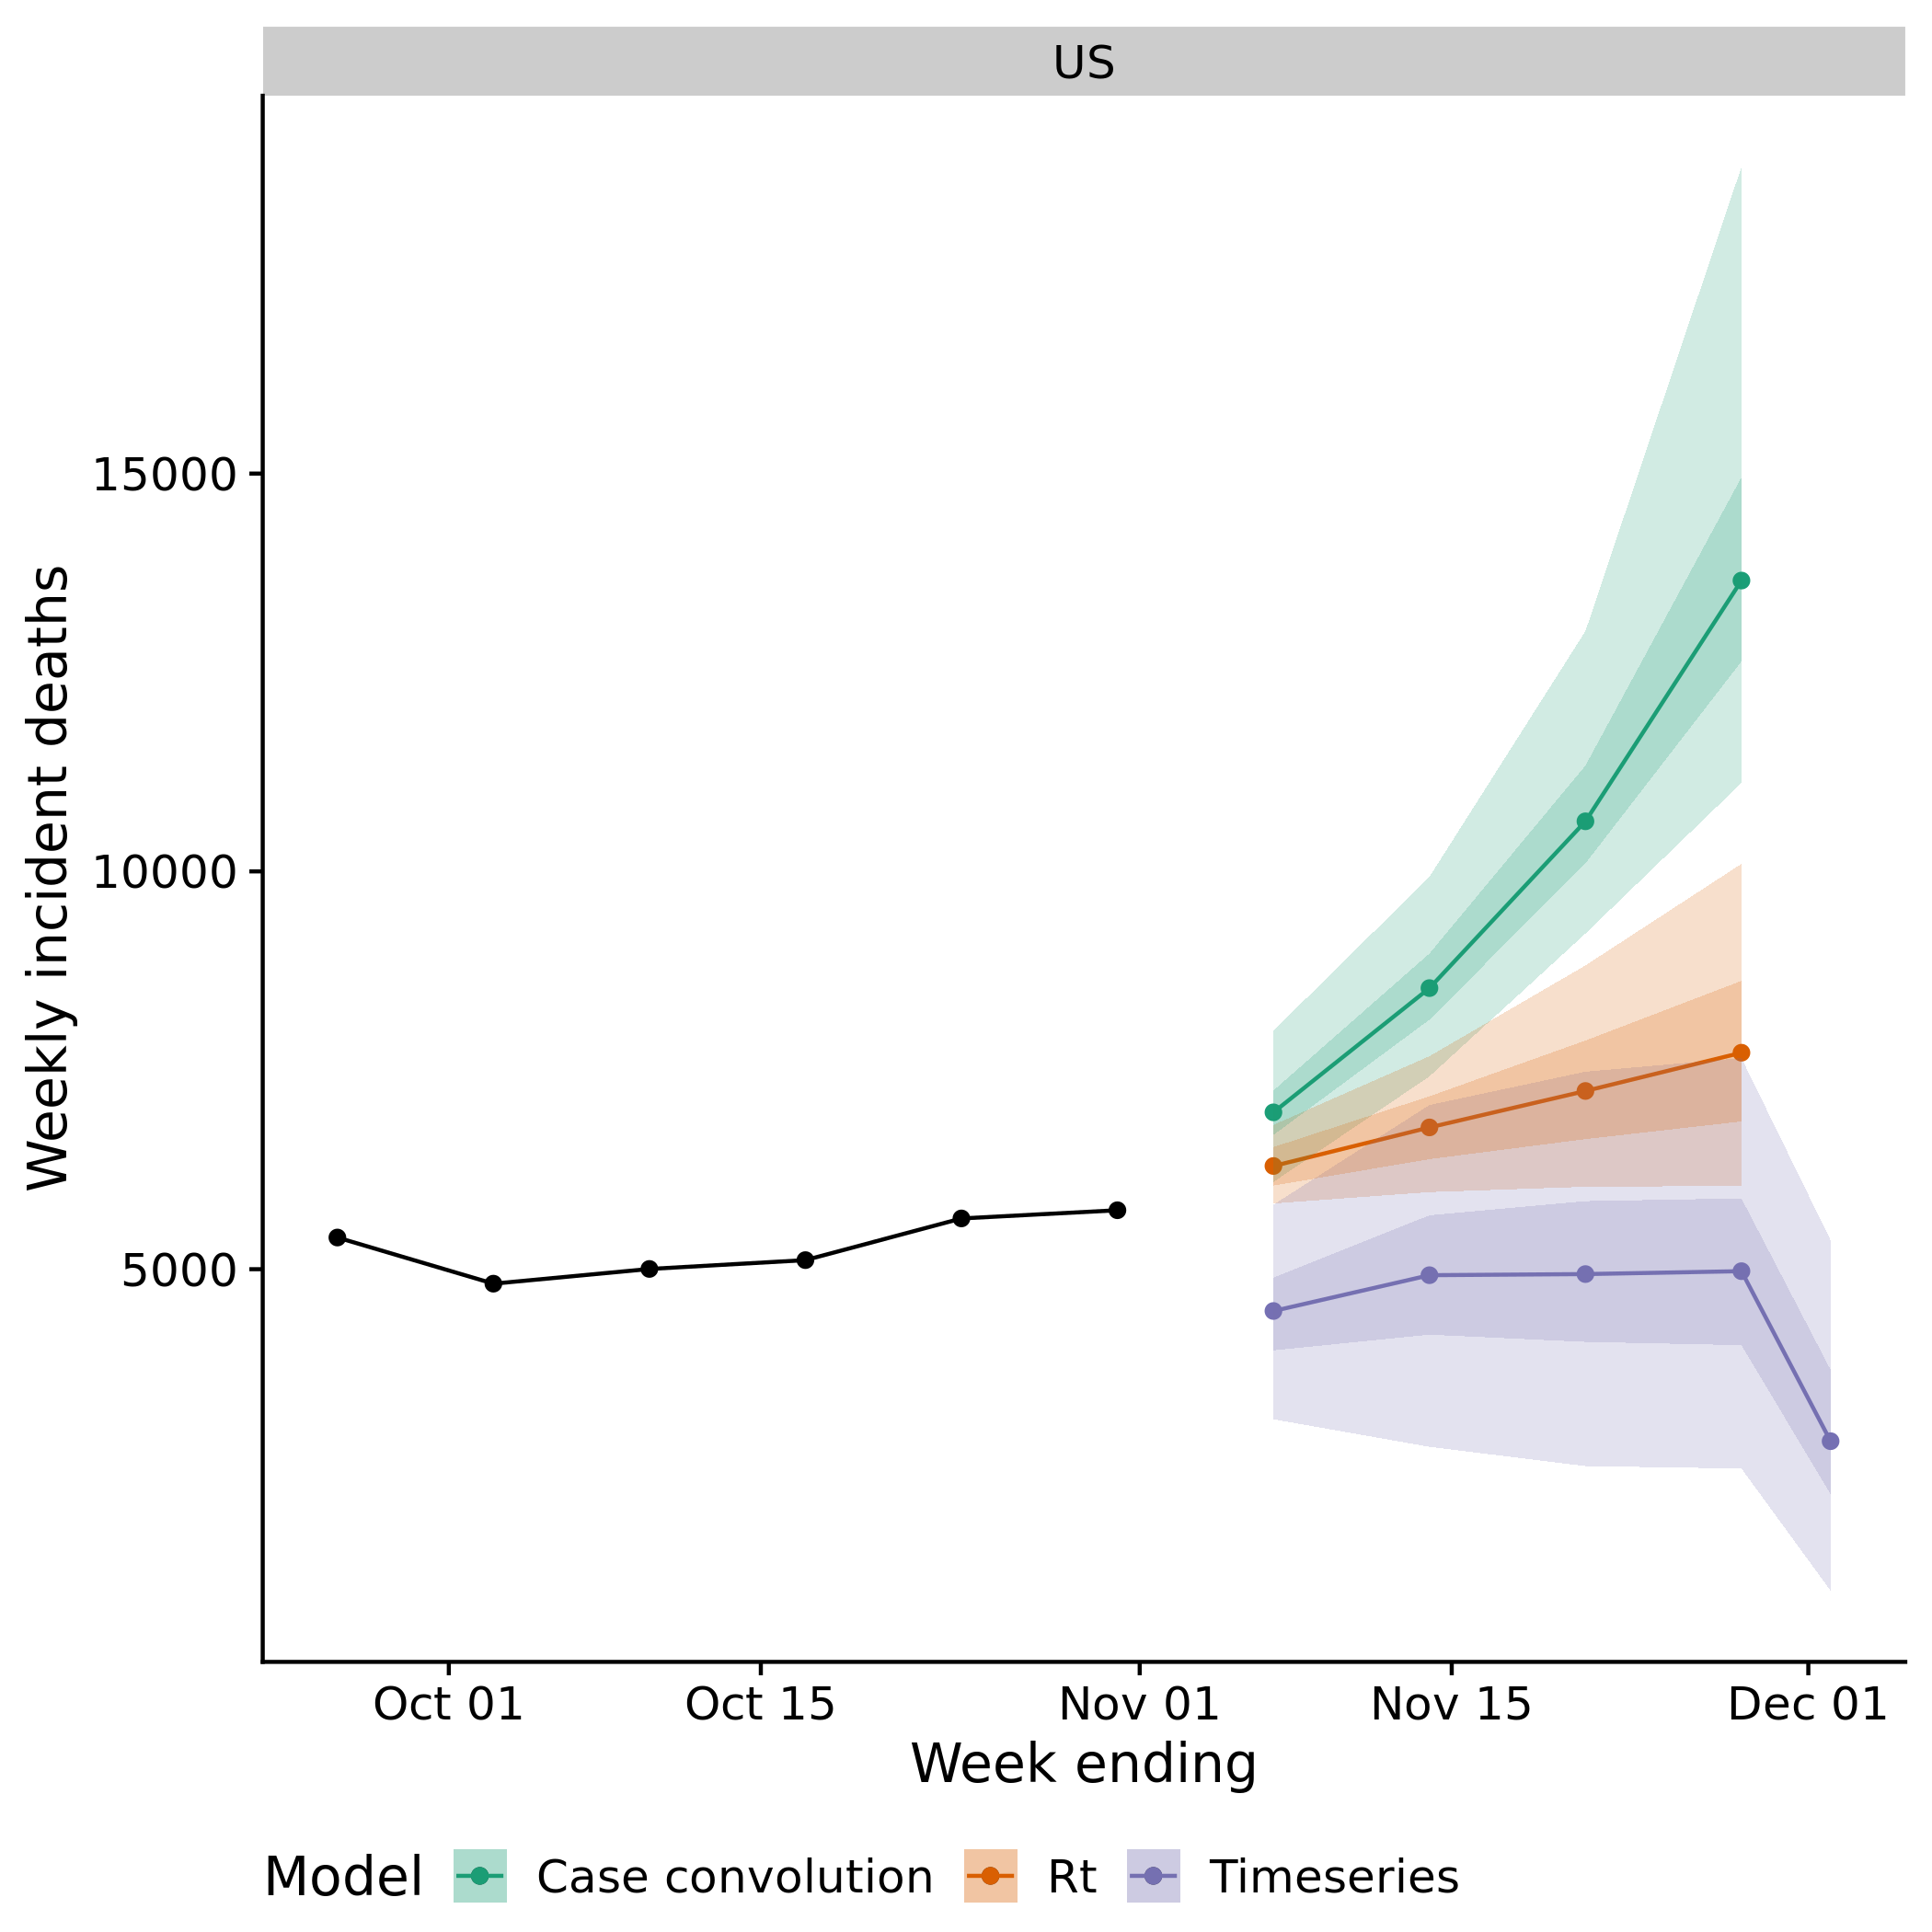 US
Weekly incident deaths
15000
10000
5000
Oct 01 Oct 15 Nov 01 Nov 15 Dec 01
Week ending
Model Case convolution Rt Timeseries